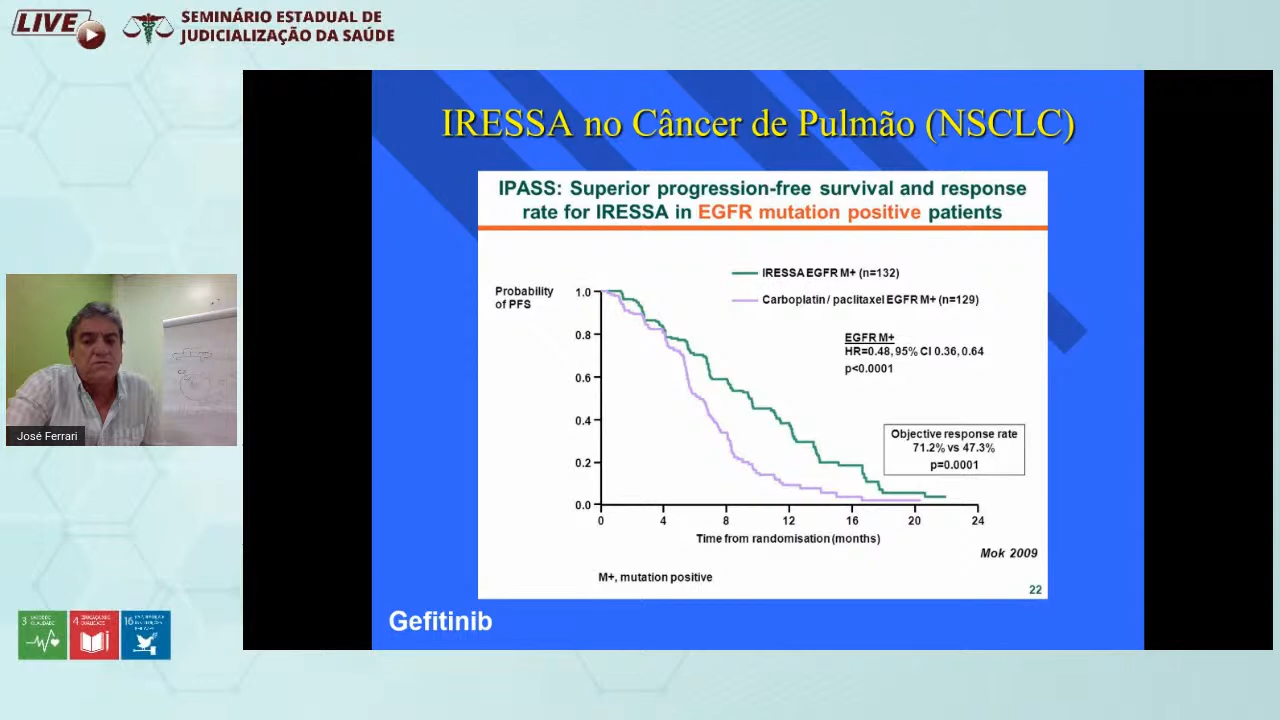 LIVE
SEMINÁRIO ESTADUAL DE
JUDICIALIZAÇÃO DA SAÚDE
IRESSA no Câncer de Pulmão (NSCLC)
IPASS: Superior progression-free survival and response
rate for IRESSA in EGFR mutation positive patients
IRESSA EGFR M+ (n=132)
Carboplatin / paclitaxel EGFR M+ (n=129)
Probability
of PFS
1.0
0.8
0.6
0.4
0.2
0.0
EGFR M+
HR=0.48, 95% CI 0.36, 0.64
p<0.0001
Objective response rate
71.2% vs 47.3%
p=0.0001
0 4 8 12 16 20 24
Time from randomisation (months)
Mok 2009
M+, mutation positive
22
Gefitinib
José Ferrari
3
4
16